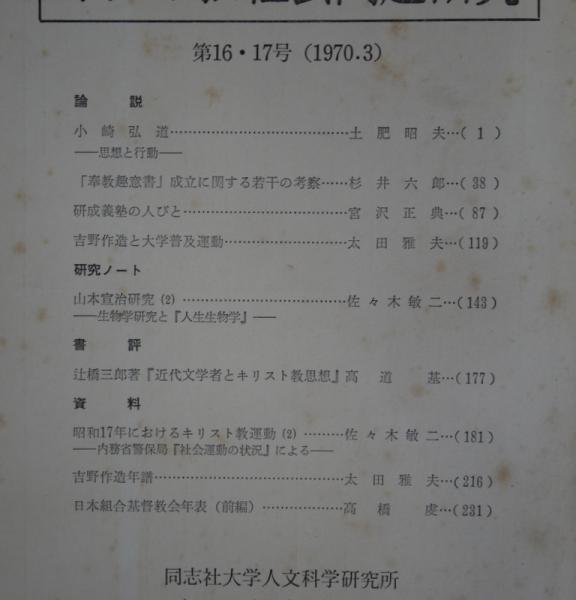 第16・17号（1970.3）
論　説
小崎弘道……………………………土肥昭夫…( 1 )
――思想と行動――
「奉教趣意書」成立に関する若干の考察……杉井六郎…( 38 )
研成義塾の人びと……………………………宮沢正典…( 87 )
吉野作造と大学普及運動……………………太田雅夫…(119)
研究ノート
山本宣治研究 (2) ……………………………佐々木敏二…(143)
――生物学研究と『人生生物学』――
書　評
辻橋三郎著『近代文学者とキリスト教思想』高道基…(177)
資　料
昭和17年におけるキリスト教運動 (2) ………佐々木敏二…(181)
――内務省警保局『社会運動の状況』による――
吉野作造年譜…………………………………太田雅夫…(216)
日本組合基督教会年表（前編）……………高橋虔…(231)
同志社大学人文科学研究所